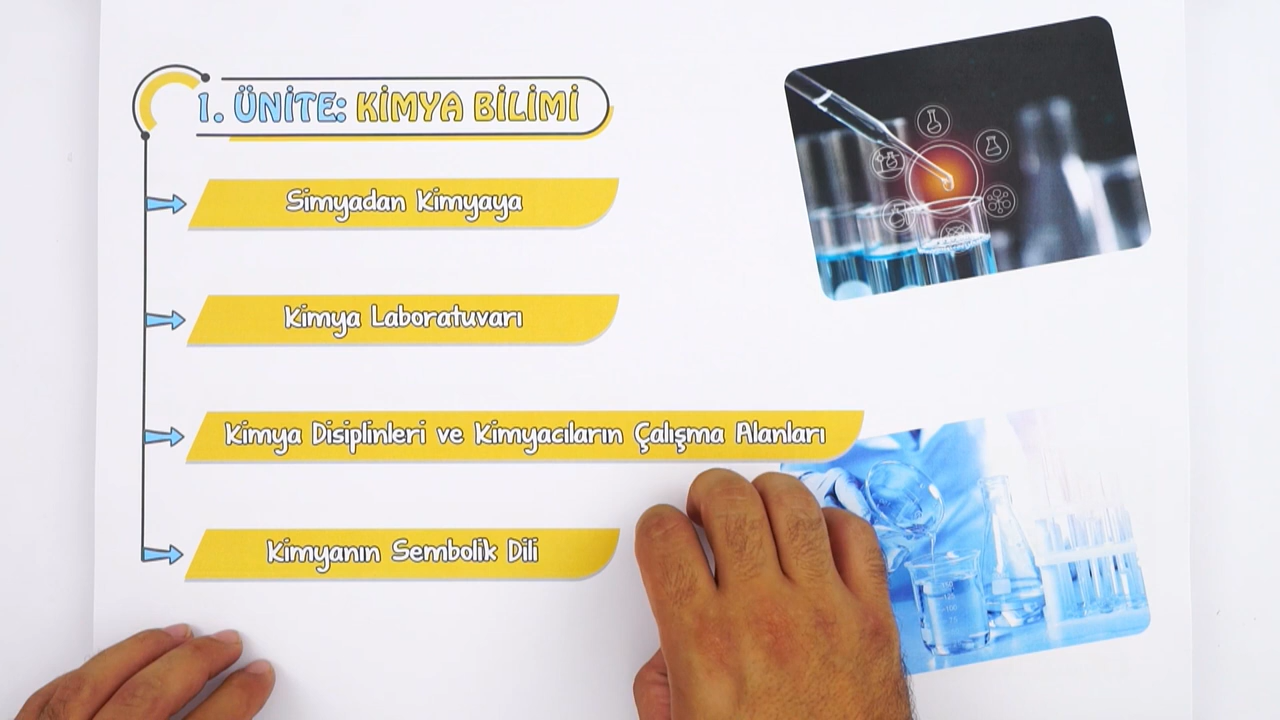 1. ÜNİTE: KİMYA BİLİMİ
Simyadan Kimyaya
Kimya Laboratuvarı
Kimya Disiplinleri ve Kimyacıların Çalışma Alanları
Kimyanın Sembolik Dili